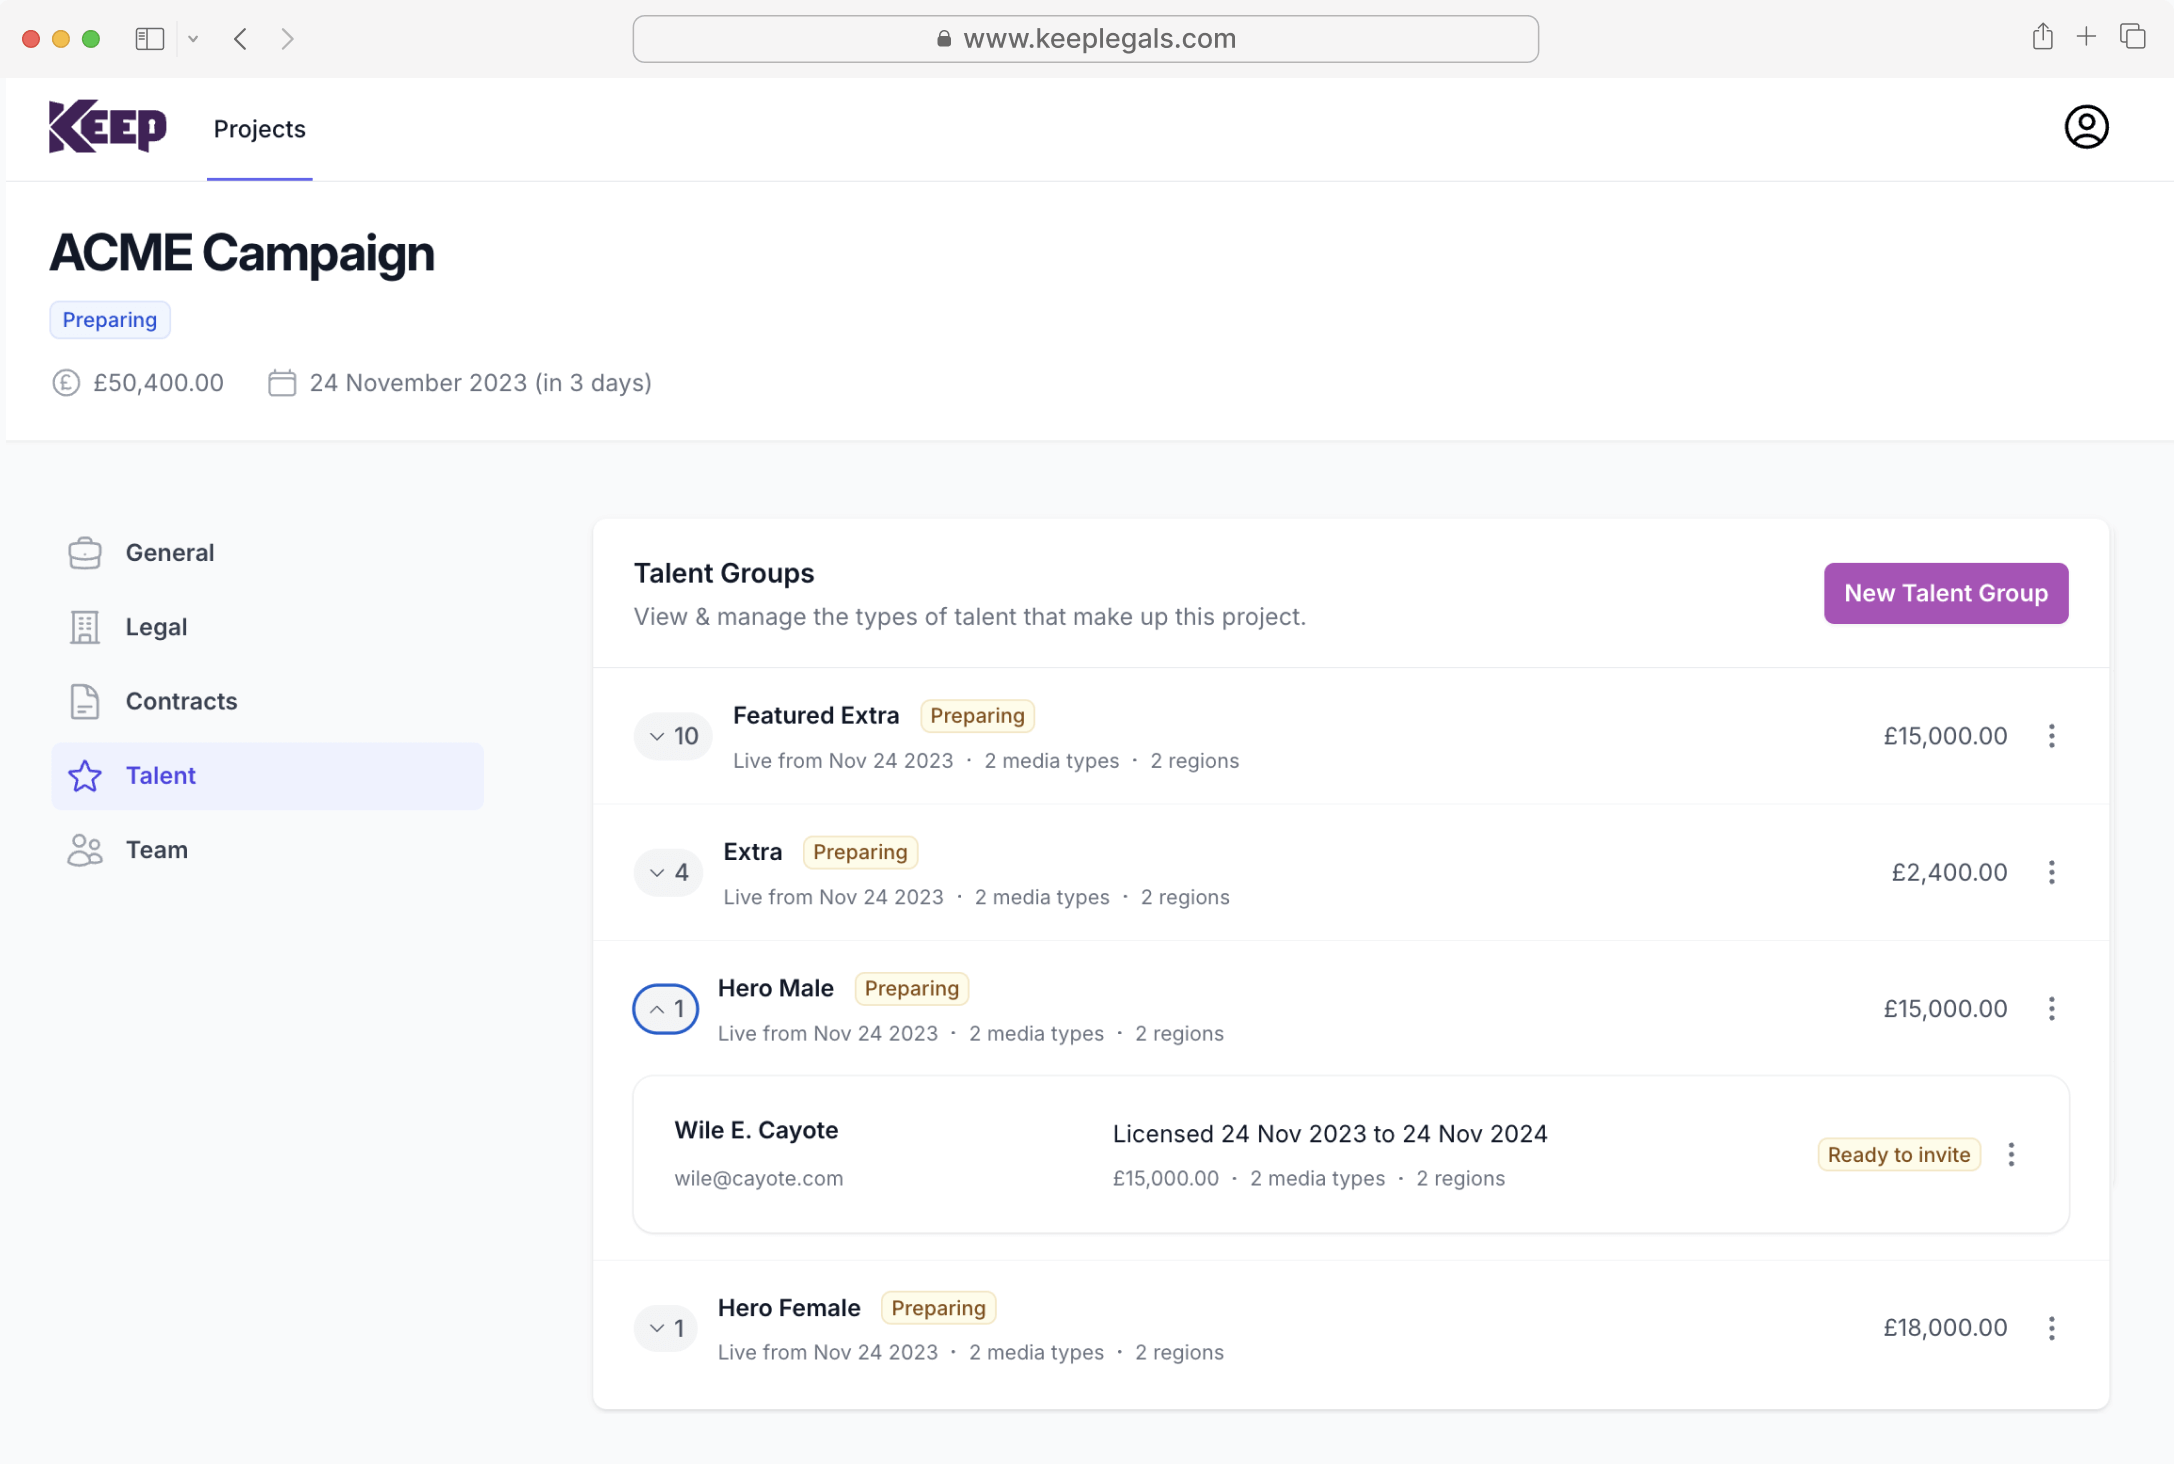 www.keeplegals.com
Keep
Projects
ACME Campaign
Preparing
£50,400.00 24 November 2023 (in 3 days)
General
Legal
Contracts
Talent
Team
Talent Groups
View & manage the types of talent that make up this project.
New Talent Group
10 Featured Extra Preparing
Live from Nov 24 2023 · 2 media types · 2 regions
£15,000.00
4 Extra Preparing
Live from Nov 24 2023 · 2 media types · 2 regions
£2,400.00
1 Hero Male Preparing
Live from Nov 24 2023 · 2 media types · 2 regions
£15,000.00
Wile E. Cayote
wile@cayote.com
Licensed 24 Nov 2023 to 24 Nov 2024
£15,000.00 · 2 media types · 2 regions
Ready to invite
1 Hero Female Preparing
Live from Nov 24 2023 · 2 media types · 2 regions
£18,000.00